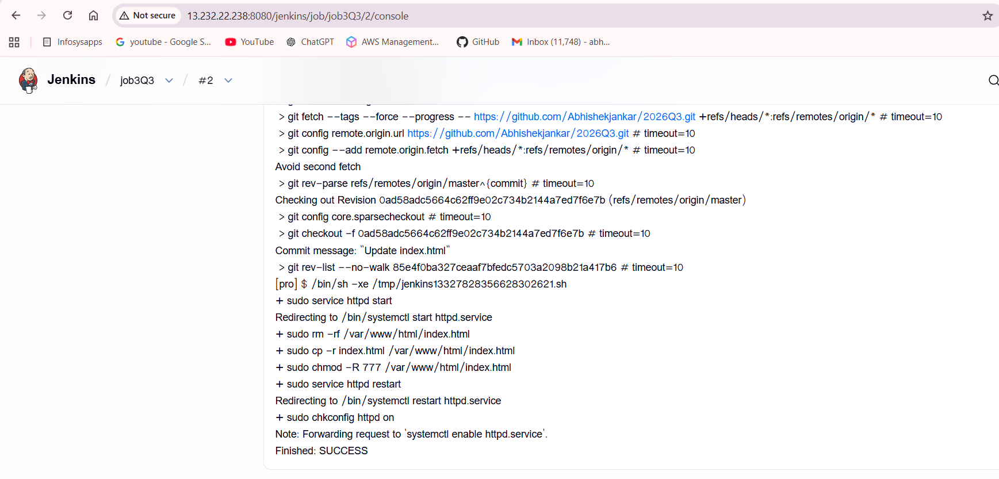 Not secure 13.232.22.238:8080/jenkins/job/job3Q3/2/console
Infosysapps youtube - Google S... YouTube ChatGPT AWS Management... GitHub Inbox (11,748) - abh...
Jenkins / job3Q3 / #2
> git fetch --tags --force --progress -- https://github.com/Abhishekjankar/2026Q3.git +refs/heads/*:refs/remotes/origin/* # timeout=10
> git config remote.origin.url https://github.com/Abhishekjankar/2026Q3.git # timeout=10
> git config --add remote.origin.fetch +refs/heads/*:refs/remotes/origin/* # timeout=10
Avoid second fetch
> git rev-parse refs/remotes/origin/master^{commit} # timeout=10
Checking out Revision 0ad58adc5664c62ff9e02c734b2144a7ed7f6e7b (refs/remotes/origin/master)
> git config core.sparsecheckout # timeout=10
> git checkout -f 0ad58adc5664c62ff9e02c734b2144a7ed7f6e7b # timeout=10
Commit message: "Update index.html"
> git rev-list --no-walk 85e4f0ba327ceaaf7bfedc5703a2098b21a417b6 # timeout=10
[pro] $ /bin/sh -xe /tmp/jenkins13327828356628302621.sh
+ sudo service httpd start
Redirecting to /bin/systemctl start httpd.service
+ sudo rm -rf /var/www/html/index.html
+ sudo cp -r index.html /var/www/html/index.html
+ sudo chmod -R 777 /var/www/html/index.html
+ sudo service httpd restart
Redirecting to /bin/systemctl restart httpd.service
+ sudo chkconfig httpd on
Note: Forwarding request to 'systemctl enable httpd.service'.
Finished: SUCCESS